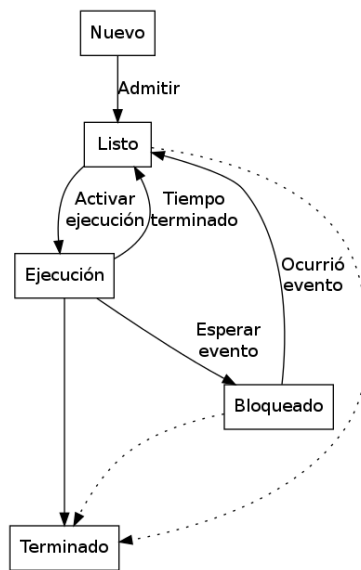 Nuevo
Admitir
Listo
Activar
ejecución
Tiempo
terminado
Ejecución
Ocurrió
evento
Esperar
evento
Bloqueado
Terminado